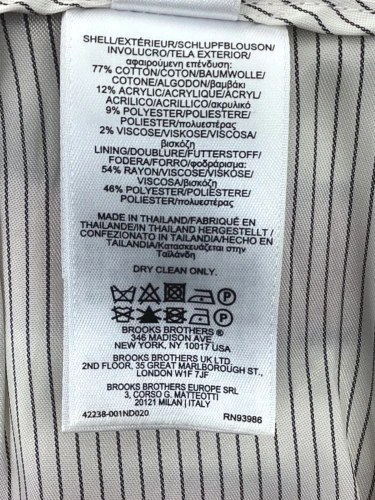 SHELL/EXTÉRIEUR/SCHLUPFBLOUSON/
INVOLUCRO/TELA EXTERIOR/
αφαιρούμενη επένδυση:
77% COTTON/COTON/BAUMWOLLE/
COTONE/ALGODON/βαμβάκι
12% ACRYLIC/ACRYLIQUE/ACRYL/
ACRILICO/ACRILLICO/ακρυλικό
9% POLYESTER/POLIESTERE/
POLIESTER/πολυεστέρας
2% VISCOSE/VISKOSE/VISCOSA/
βισκόζη
LINING/DOUBLURE/FUTTERSTOFF/
FODERA/FORRO/φοδράρισμα:
54% RAYON/VISCOSE/VISKOSE/
VISCOSA/βισκόζη
46% POLYESTER/POLIESTERE/
POLIESTER/πολυεστέρας
MADE IN THAILAND/FABRIQUÉ EN
THAILANDE/IN THAILAND HERGESTELLT/
CONFEZIONATO IN TAILANDIA/HECHO EN
TAILANDIA/Κατασκευάζεται στην
Ταϊλάνδη
DRY CLEAN ONLY.
P
P
BROOKS BROTHERS ®
346 MADISON AVE
NEW YORK, NY 10017 USA
BROOKS BROTHERS UK LTD.
2ND FLOOR, 35 GREAT MARLBOROUGH ST.,
LONDON W1F 7JF
BROOKS BROTHERS EUROPE SRL
3, CORSO G. MATTEOTTI
20121 MILAN | ITALY
42238-001ND020 RN93986